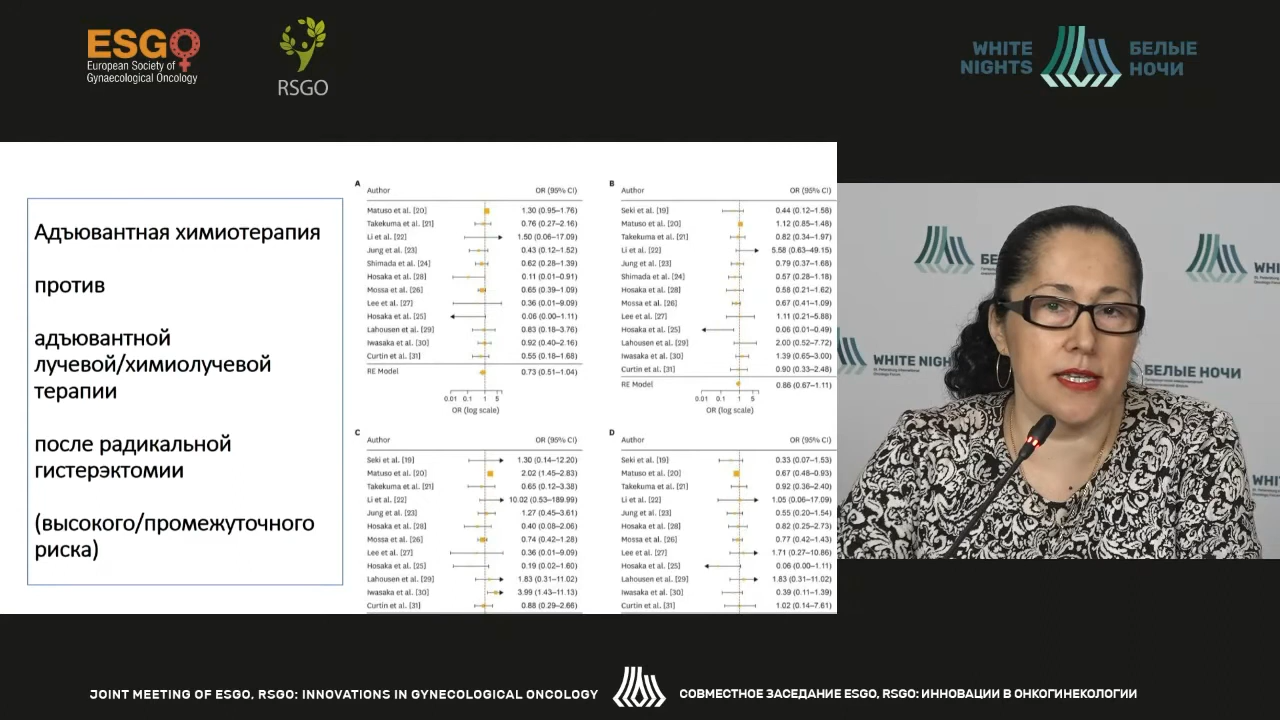 ESGO
European Society of
Gynaecological Oncology
RSGO
WHITE
NIGHTS
БЕЛЫЕ
НОЧИ
Адъювантная химиотерапия
против
адъювантной
лучевой/химиолучевой
терапии
после радикальной
гистерэктомии
(высокого/промежуточного
риска)
A
Author OR (95% CI)
Matuso et al. [20] 1.30 (0.95–1.76)
Takekuma et al. [21] 0.76 (0.27–2.16)
Li et al. [22] 1.50 (0.06–17.09)
Jung et al. [23] 0.43 (0.12–1.52)
Shimada et al. [24] 0.62 (0.28–1.39)
Hosaka et al. [28] 0.11 (0.01–0.91)
Mossa et al. [26] 0.65 (0.39–1.09)
Lee et al. [27] 0.36 (0.01–9.09)
Hosaka et al. [25] 0.06 (0.00–1.11)
Lahousen et al. [29] 0.83 (0.18–3.76)
Iwasaka et al. [30] 0.92 (0.40–2.16)
Curtin et al. [31] 0.55 (0.18–1.68)
RE Model 0.73 (0.51–1.04)
0.01 0.1 1 5
OR (log scale)
B
Author OR (95% CI)
Seki et al. [19] 0.44 (0.12–1.58)
Matuso et al. [20] 1.12 (0.85–1.48)
Takekuma et al. [21] 0.82 (0.34–1.97)
Li et al. [22] 5.58 (0.63–49.15)
Jung et al. [23] 0.79 (0.37–1.68)
Shimada et al. [24] 0.57 (0.28–1.18)
Hosaka et al. [28] 0.58 (0.21–1.62)
Mossa et al. [26] 0.67 (0.41–1.09)
Lee et al. [27] 1.11 (0.21–5.88)
Hosaka et al. [25] 0.06 (0.01–0.49)
Lahousen et al. [29] 2.00 (0.52–7.72)
Iwasaka et al. [30] 1.39 (0.65–3.00)
Curtin et al. [31] 0.90 (0.33–2.48)
RE Model 0.86 (0.67–1.11)
0.01 0.1 1 5
OR (log scale)
C
Author OR (95% CI)
Seki et al. [19] 1.30 (0.14–12.20)
Matuso et al. [20] 2.02 (1.45–2.83)
Takekuma et al. [21] 0.65 (0.12–3.38)
Li et al. [22] 10.02 (0.53–189.99)
Jung et al. [23] 1.27 (0.45–3.61)
Hosaka et al. [28] 0.40 (0.08–2.06)
Mossa et al. [26] 0.74 (0.42–1.28)
Lee et al. [27] 0.36 (0.01–9.09)
Hosaka et al. [25] 0.19 (0.02–1.60)
Lahousen et al. [29] 1.83 (0.31–11.02)
Iwasaka et al. [30] 3.99 (1.43–11.13)
Curtin et al. [31] 0.88 (0.29–2.66)
D
Author OR (95% CI)
Seki et al. [19] 0.33 (0.07–1.53)
Matuso et al. [20] 0.67 (0.48–0.93)
Takekuma et al. [21] 0.92 (0.36–2.40)
Li et al. [22] 1.05 (0.06–17.09)
Jung et al. [23] 0.55 (0.20–1.54)
Hosaka et al. [28] 0.82 (0.25–2.73)
Mossa et al. [26] 0.77 (0.42–1.43)
Lee et al. [27] 1.71 (0.27–10.86)
Hosaka et al. [25] 0.06 (0.00–1.11)
Lahousen et al. [29] 1.83 (0.31–11.02)
Iwasaka et al. [30] 0.39 (0.11–1.39)
Curtin et al. [31] 1.02 (0.14–7.61)
WHITE NIGH
БЕЛЫЕ НОЧИ
JOINT MEETING OF ESGO, RSGO: INNOVATIONS IN GYNECOLOGICAL ONCOLOGY
СОВМЕСТНОЕ ЗАСЕДАНИЕ ESGO, RSGO: ИННОВАЦИИ В ОНКОГИНЕКОЛОГИИ